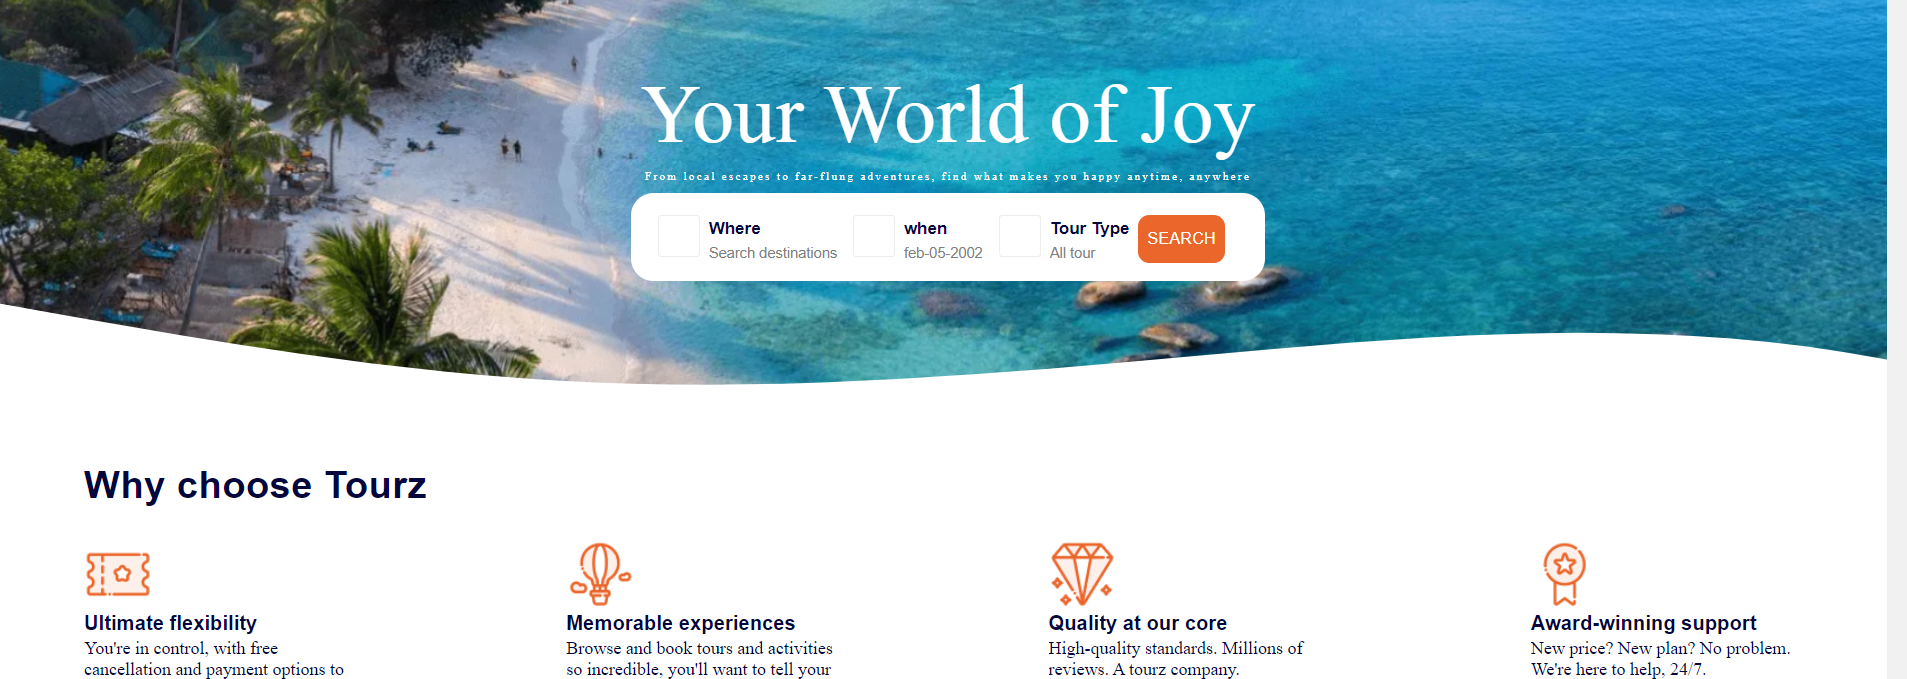 Your World of Joy
From local escapes to far-flung adventures, find what makes you happy anytime, anywhere
Where
Search destinations
when
feb-05-2002
Tour Type
All tour
SEARCH
Why choose Tourz
Ultimate flexibility
You're in control, with free
cancellation and payment options to
Memorable experiences
Browse and book tours and activities
so incredible, you'll want to tell your
Quality at our core
High-quality standards. Millions of
reviews. A tourz company.
Award-winning support
New price? New plan? No problem.
We're here to help, 24/7.